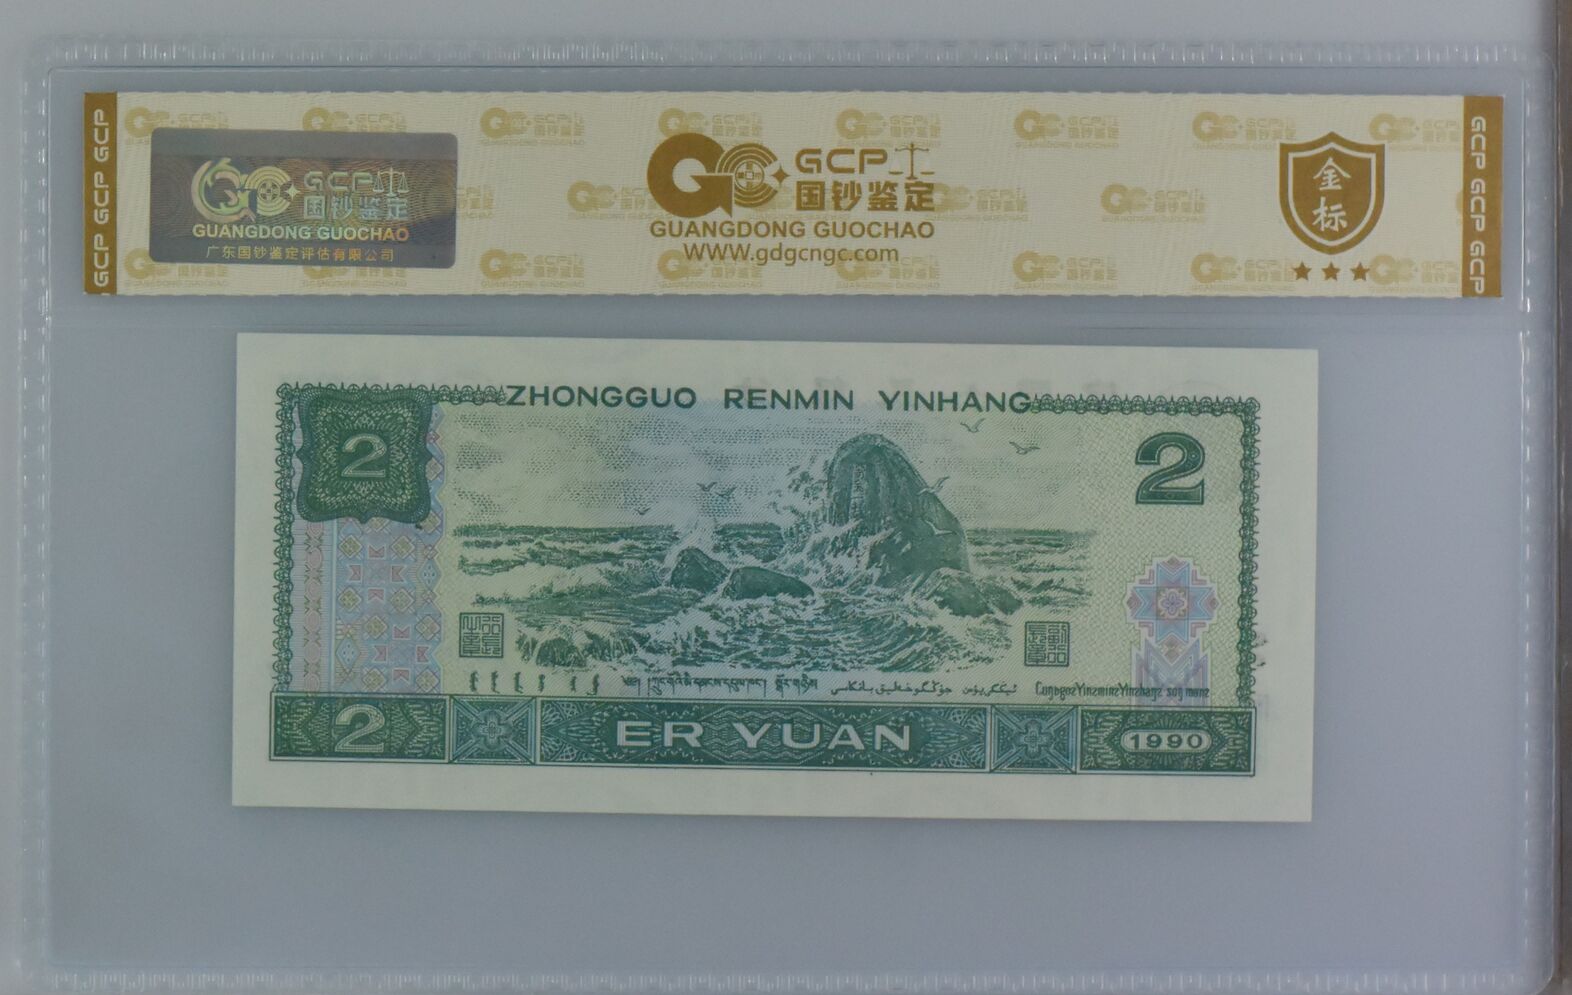 GCP GCP GCP
GCP
国钞鉴定
GUANGDONG GUOCHAO
广东国钞鉴定评估有限公司
GCP
国钞鉴定
GUANGDONG GUOCHAO
WWW.gdgcngc.com
金标
GCP GCP GCP
ZHONGGUO RENMIN YINHANG
2
2
2
ER YUAN
1990